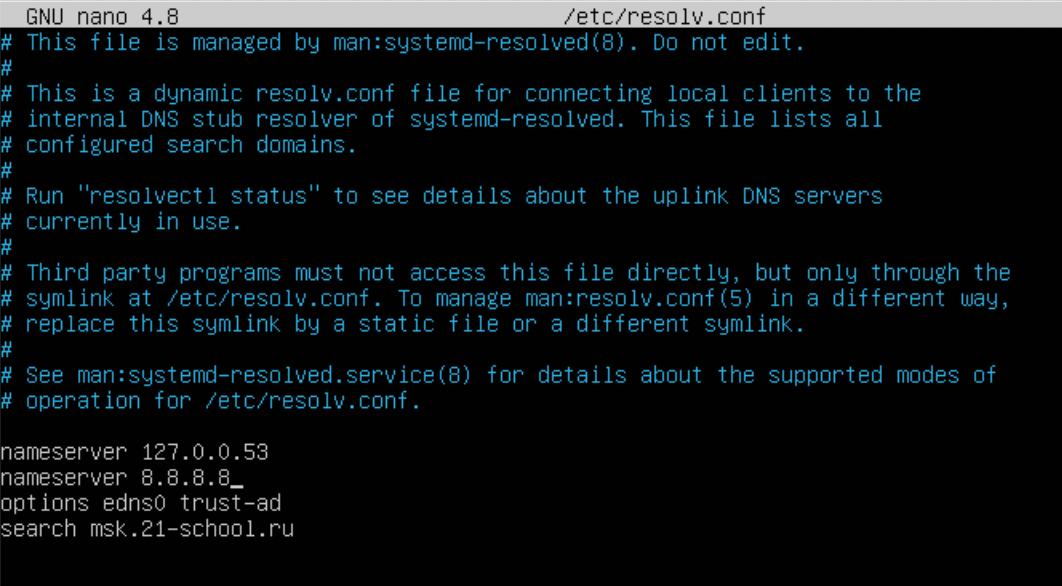 GNU nano 4.8 /etc/resolv.conf
# This file is managed by man:systemd-resolved(8). Do not edit.
#
# This is a dynamic resolv.conf file for connecting local clients to the
# internal DNS stub resolver of systemd-resolved. This file lists all
# configured search domains.
#
# Run "resolvectl status" to see details about the uplink DNS servers
# currently in use.
#
# Third party programs must not access this file directly, but only through the
# symlink at /etc/resolv.conf. To manage man:resolv.conf(5) in a different way,
# replace this symlink by a static file or a different symlink.
#
# See man:systemd-resolved.service(8) for details about the supported modes of
# operation for /etc/resolv.conf.
nameserver 127.0.0.53
nameserver 8.8.8.8
options edns0 trust-ad
search msk.21-school.ru